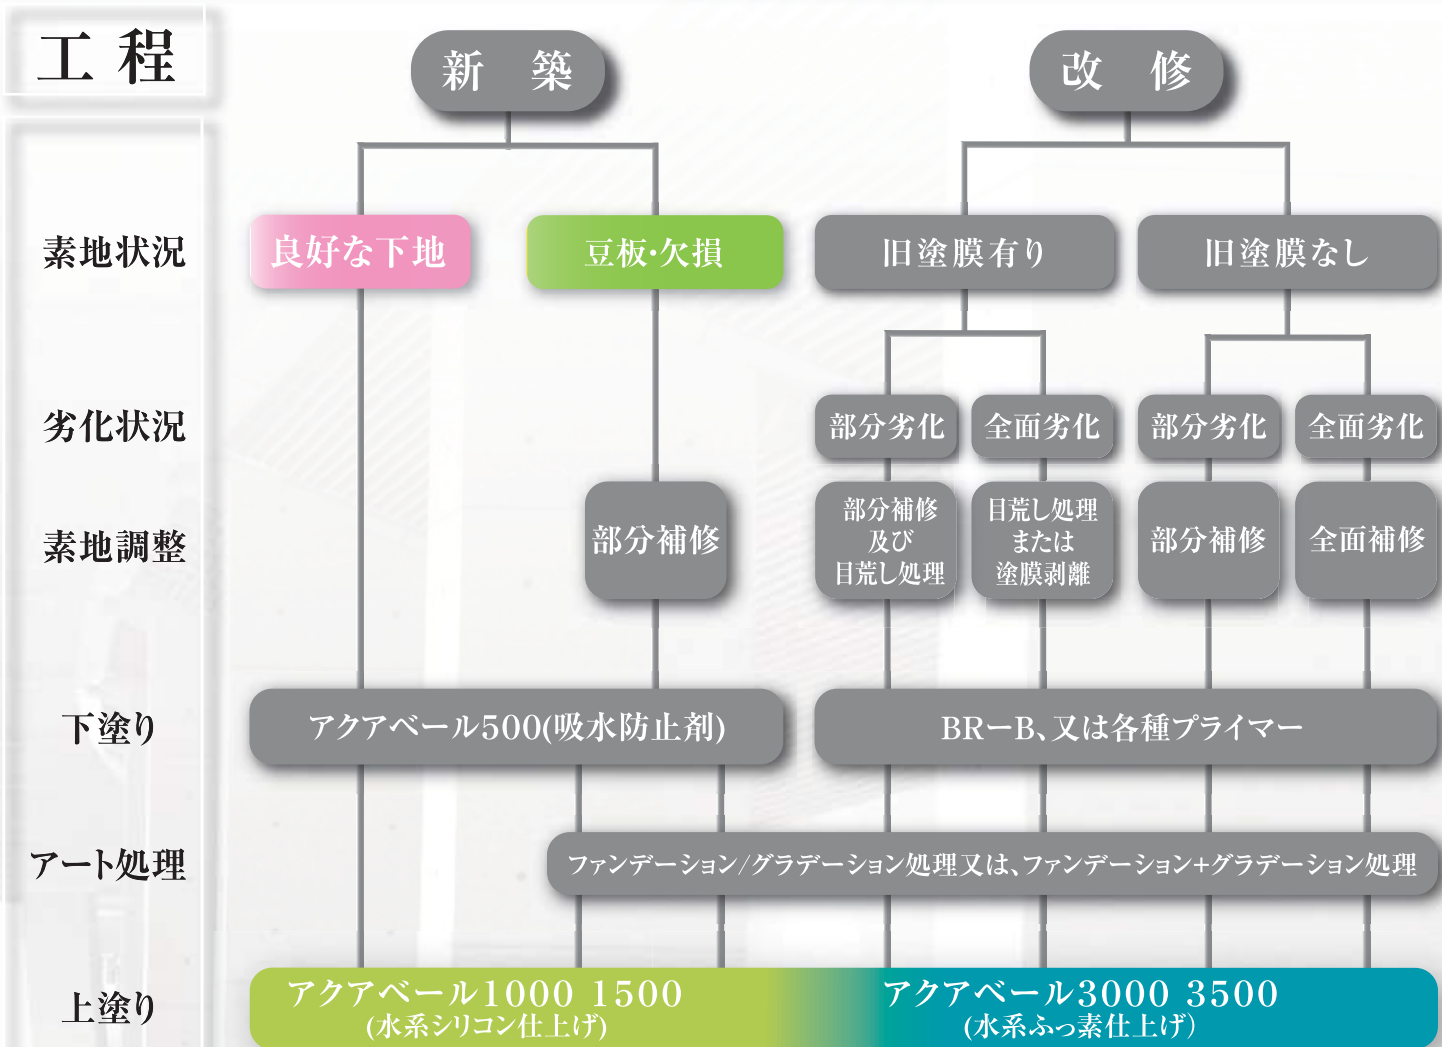 工 程
新 築
改 修
素地状況
良好な下地
豆板・欠損
旧塗膜有り
旧塗膜なし
劣化状況
部分劣化
全面劣化
部分劣化
全面劣化
素地調整
部分補修
部分補修
及び
目荒し処理
目荒し処理
または
塗膜剥離
部分補修
全面補修
下塗り
アクアベール500(吸水防止剤)
BRーB、又は各種プライマー
アート処理
ファンデーション/グラデーション処理又は、ファンデーション+グラデーション処理
上塗り
アクアベール1000 1500
(水系シリコン仕上げ)
アクアベール3000 3500
(水系ふっ素仕上げ)